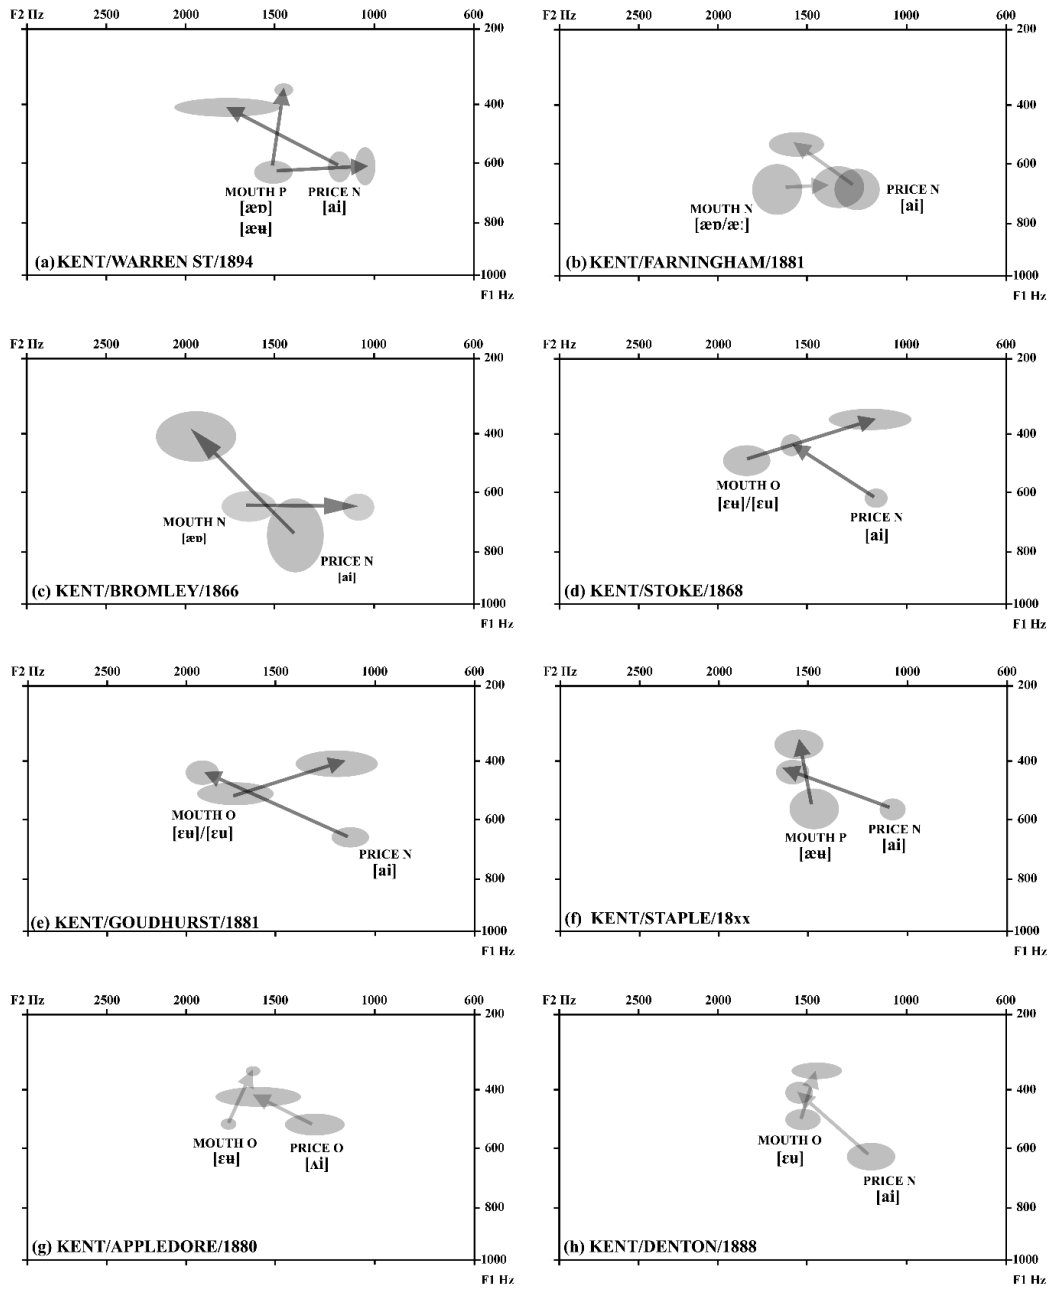 F2 Hz 2500 2000 1500 1000 600
200
400
600
800
1000
F1 Hz
MOUTH P PRICE N
[æɒ] [ai]
[æʉ]
(a) KENT/WARREN ST/1894
F2 Hz 2500 2000 1500 1000 600
200
400
600
800
1000
F1 Hz
PRICE N
[ai]
MOUTH N
[æɒ/æː]
(b) KENT/FARNINGHAM/1881
F2 Hz 2500 2000 1500 1000 600
200
400
600
800
1000
F1 Hz
MOUTH N
[æɒ]
PRICE N
[ai]
(c) KENT/BROMLEY/1866
F2 Hz 2500 2000 1500 1000 600
200
400
600
800
1000
F1 Hz
MOUTH O
[ɛʉ]/[ɛu]
PRICE N
[ai]
(d) KENT/STOKE/1868
F2 Hz 2500 2000 1500 1000 600
200
400
600
800
1000
F1 Hz
MOUTH O
[ɛʉ]/[ɛu]
PRICE N
[ai]
(e) KENT/GOUDHURST/1881
F2 Hz 2500 2000 1500 1000 600
200
400
600
800
1000
F1 Hz
MOUTH P PRICE N
[æʉ] [ai]
(f) KENT/STAPLE/18xx
F2 Hz 2500 2000 1500 1000 600
200
400
600
800
1000
F1 Hz
MOUTH O PRICE O
[ɛʉ] [ʌi]
(g) KENT/APPLEDORE/1880
F2 Hz 2500 2000 1500 1000 600
200
400
600
800
1000
F1 Hz
MOUTH O
[ɛu]
PRICE N
[ai]
(h) KENT/DENTON/1888